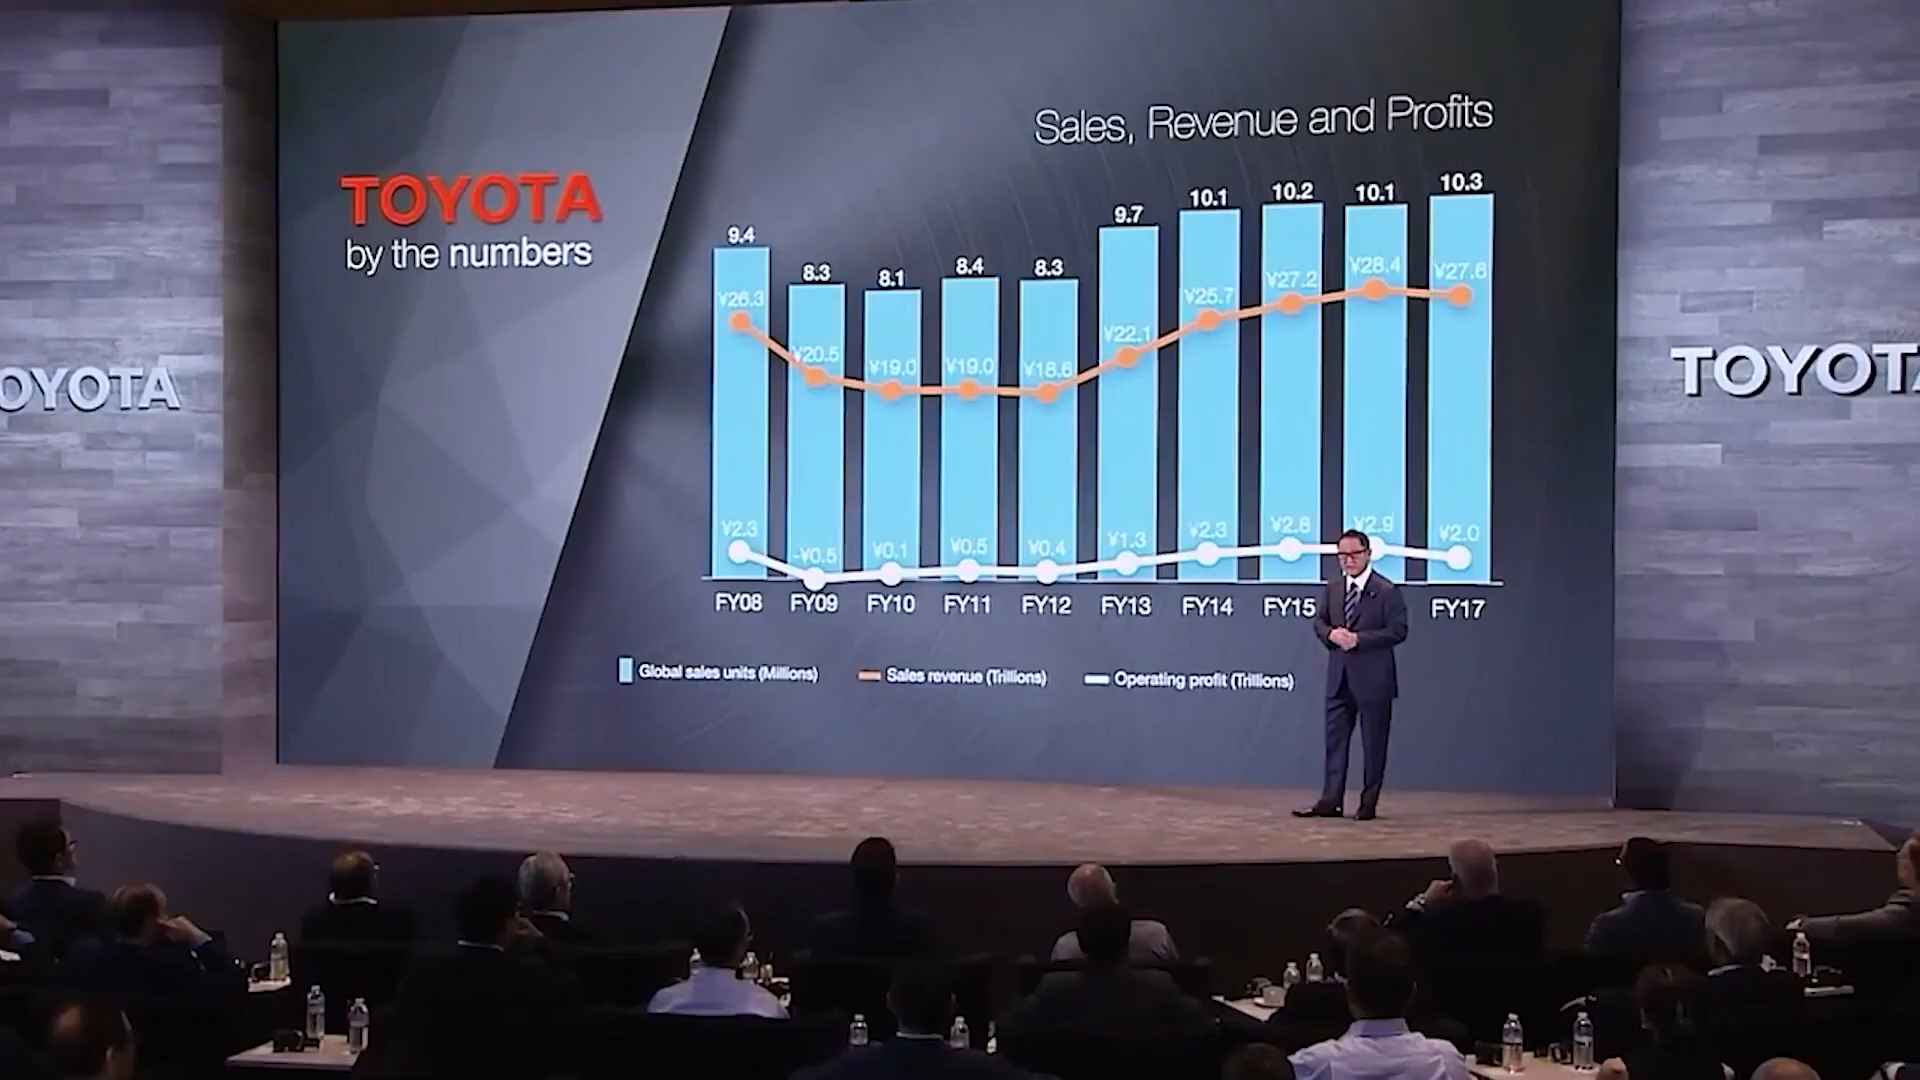 Sales, Revenue and Profits
TOYOTA
by the numbers
9.4 8.3 8.1 8.4 8.3 9.7 10.1 10.2 10.1 10.3
¥26.3 ¥20.5 ¥19.0 ¥19.0 ¥18.6 ¥22.1 ¥25.7 ¥27.2 ¥28.4 ¥27.6
¥2.3 -¥0.5 ¥0.1 ¥0.5 ¥0.4 ¥1.3 ¥2.3 ¥2.8 ¥2.9 ¥2.0
FY08 FY09 FY10 FY11 FY12 FY13 FY14 FY15 FY17
Global sales units (Millions) Sales revenue (Trillions) Operating profit (Trillions)
OYOTA
TOYOTA